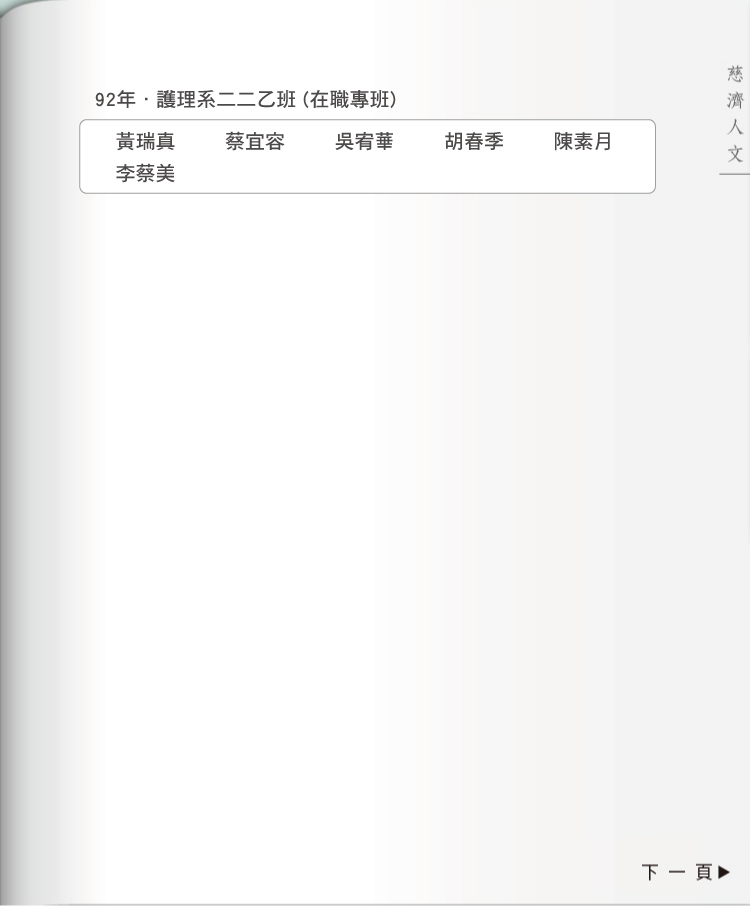 92年‧護理系二二乙班(在職專班)
黃瑞真 蔡宜容 吳宥華 胡春季 陳素月
李蔡美
慈濟人文
下一頁▶